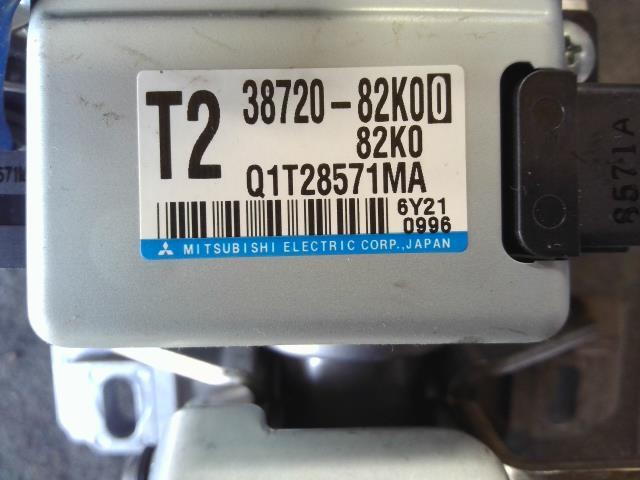 T2 38720-82K00
82K0
Q1T28571MA
6Y21
0996
MITSUBISHI ELECTRIC CORP., JAPAN
8571A